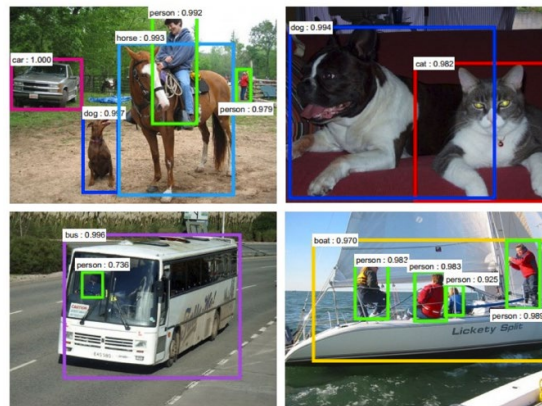 person : 0.992
horse : 0.993
car : 1.000
person : 0.979
dog : 0.997
dog : 0.994
cat : 0.982
bus : 0.996
person : 0.736
boat : 0.970
person : 0.982
person : 0.983
person : 0.925
person : 0.989
Lickety Split